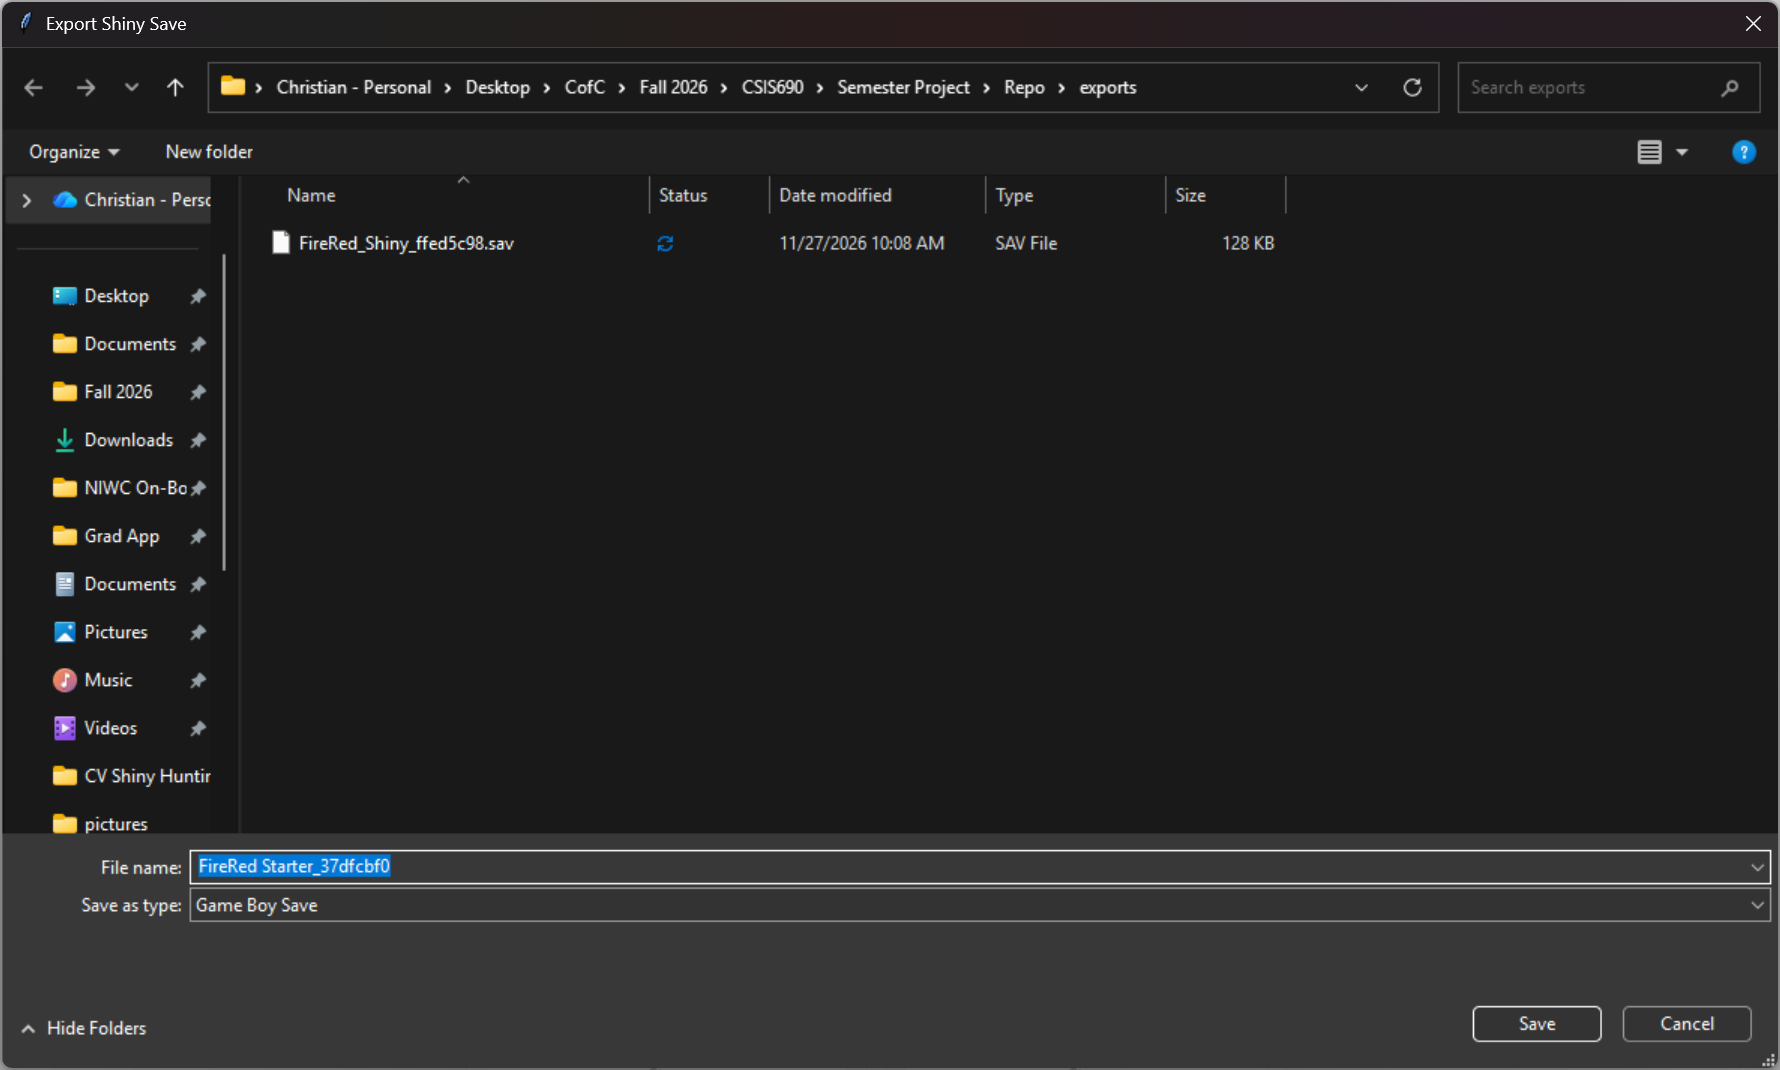 Export Shiny Save
Christian - Personal > Desktop > CofC > Fall 2026 > CSIS690 > Semester Project > Repo > exports
Search exports
Organize
New folder
Christian - Perso
Name
Status
Date modified
Type
Size
FireRed_Shiny_ffed5c98.sav
11/27/2026 10:08 AM
SAV File
128 KB
Desktop
Documents
Fall 2026
Downloads
NIWC On-Bo
Grad App
Documents
Pictures
Music
Videos
CV Shiny Huntin
pictures
File name: FireRed Starter_37dfcbf0
Save as type: Game Boy Save
Hide Folders
Save
Cancel